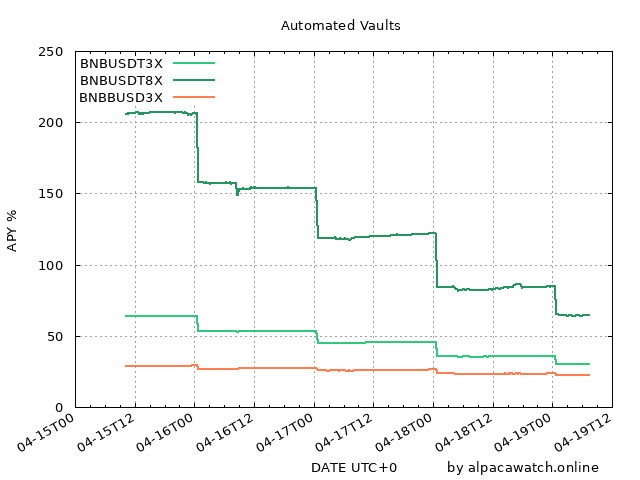 Automated Vaults
250
200
150
100
50
0
APY %
BNBUSDT3X
BNBUSDT8X
BNBBUSD3X
04-15T00
04-15T12
04-16T00
04-16T12
04-17T00
04-17T12
04-18T00
04-18T12
04-19T00
04-19T12
DATE UTC+0
by alpacawatch.online